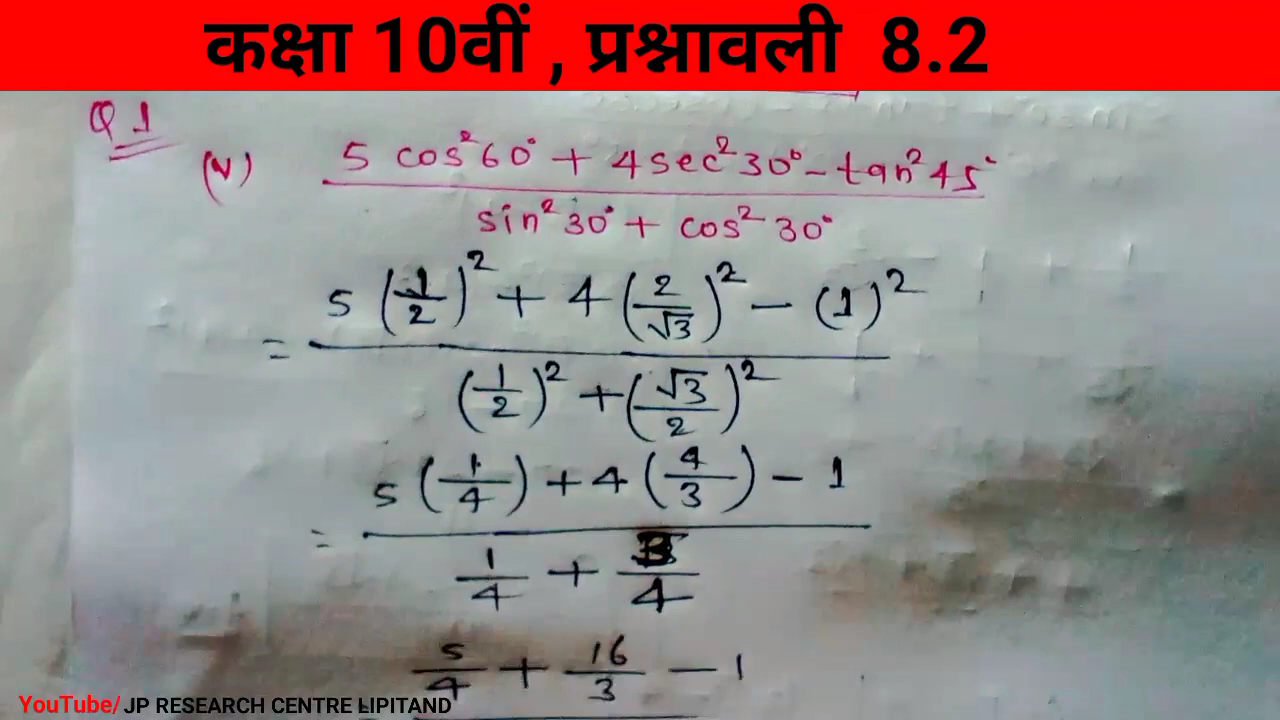 कक्षा 10वीं , प्रश्नावली 8.2
Q 1
(V) 5 cos²60° + 4 sec²30° - tan²45°
sin²30° + cos²30°
5 (1/2)² + 4 (2/√3)² - (1)²
=
(1/2)² + (√3/2)²
5 (1/4) + 4 (4/3) - 1
=
1/4 + 3/4
5/4 + 16/3 - 1
YouTube/ JP RESEARCH CENTRE LIPITAND